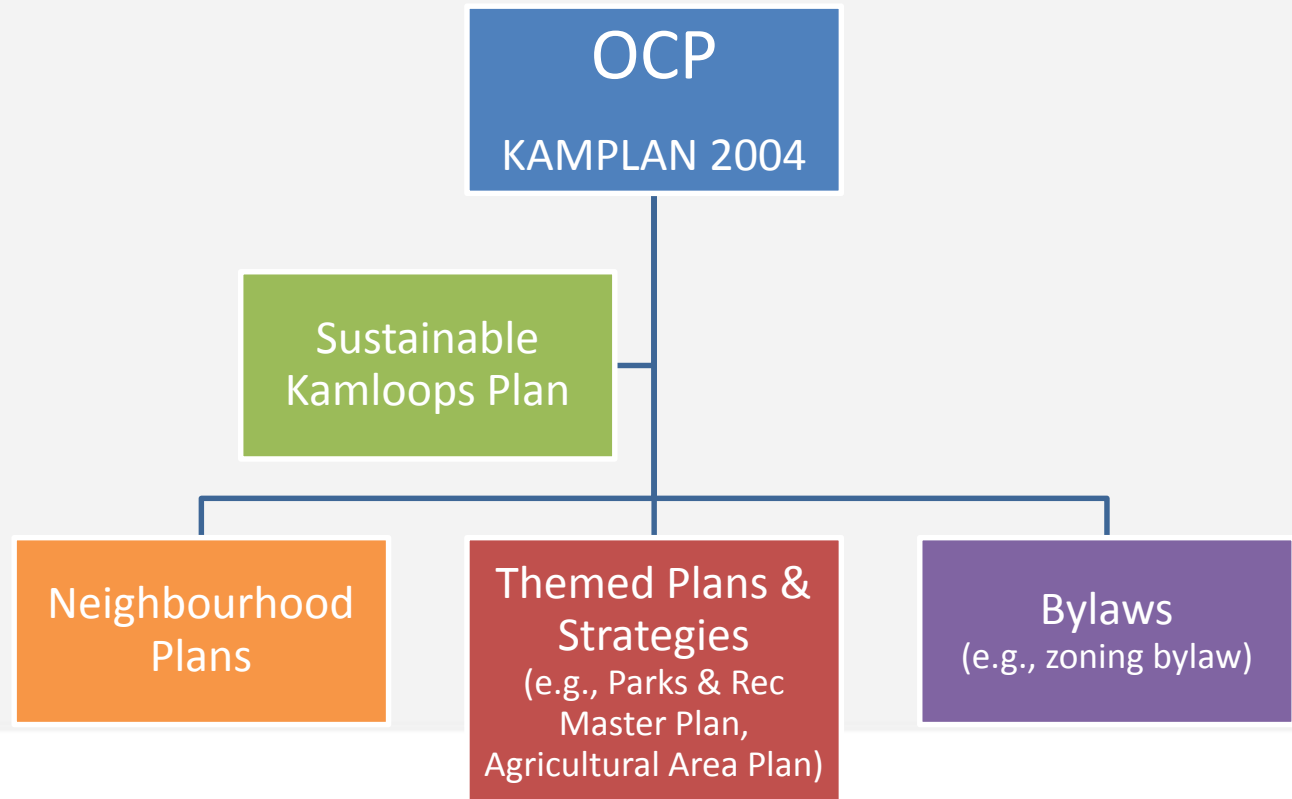 OCP
KAMPLAN 2004
Sustainable
Kamloops Plan
Neighbourhood
Plans
Themed Plans &
Strategies
(e.g., Parks & Rec
Master Plan,
Agricultural Area Plan)
Bylaws
(e.g., zoning bylaw)